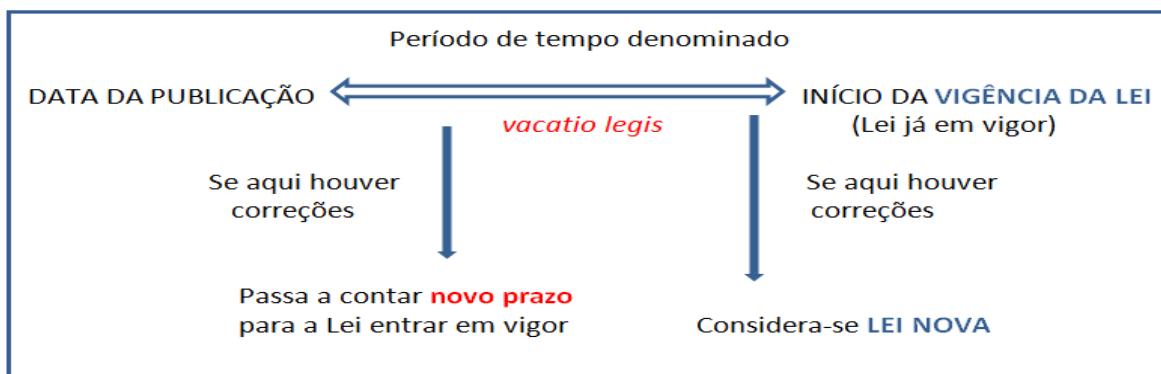 Período de tempo denominado
DATA DA PUBLICAÇÃO
INÍCIO DA VIGÊNCIA DA LEI
vacatio legis
(Lei já em vigor)
Se aqui houver
correções
Se aqui houver
correções
Passa a contar novo prazo
para a Lei entrar em vigor
Considera-se LEI NOVA